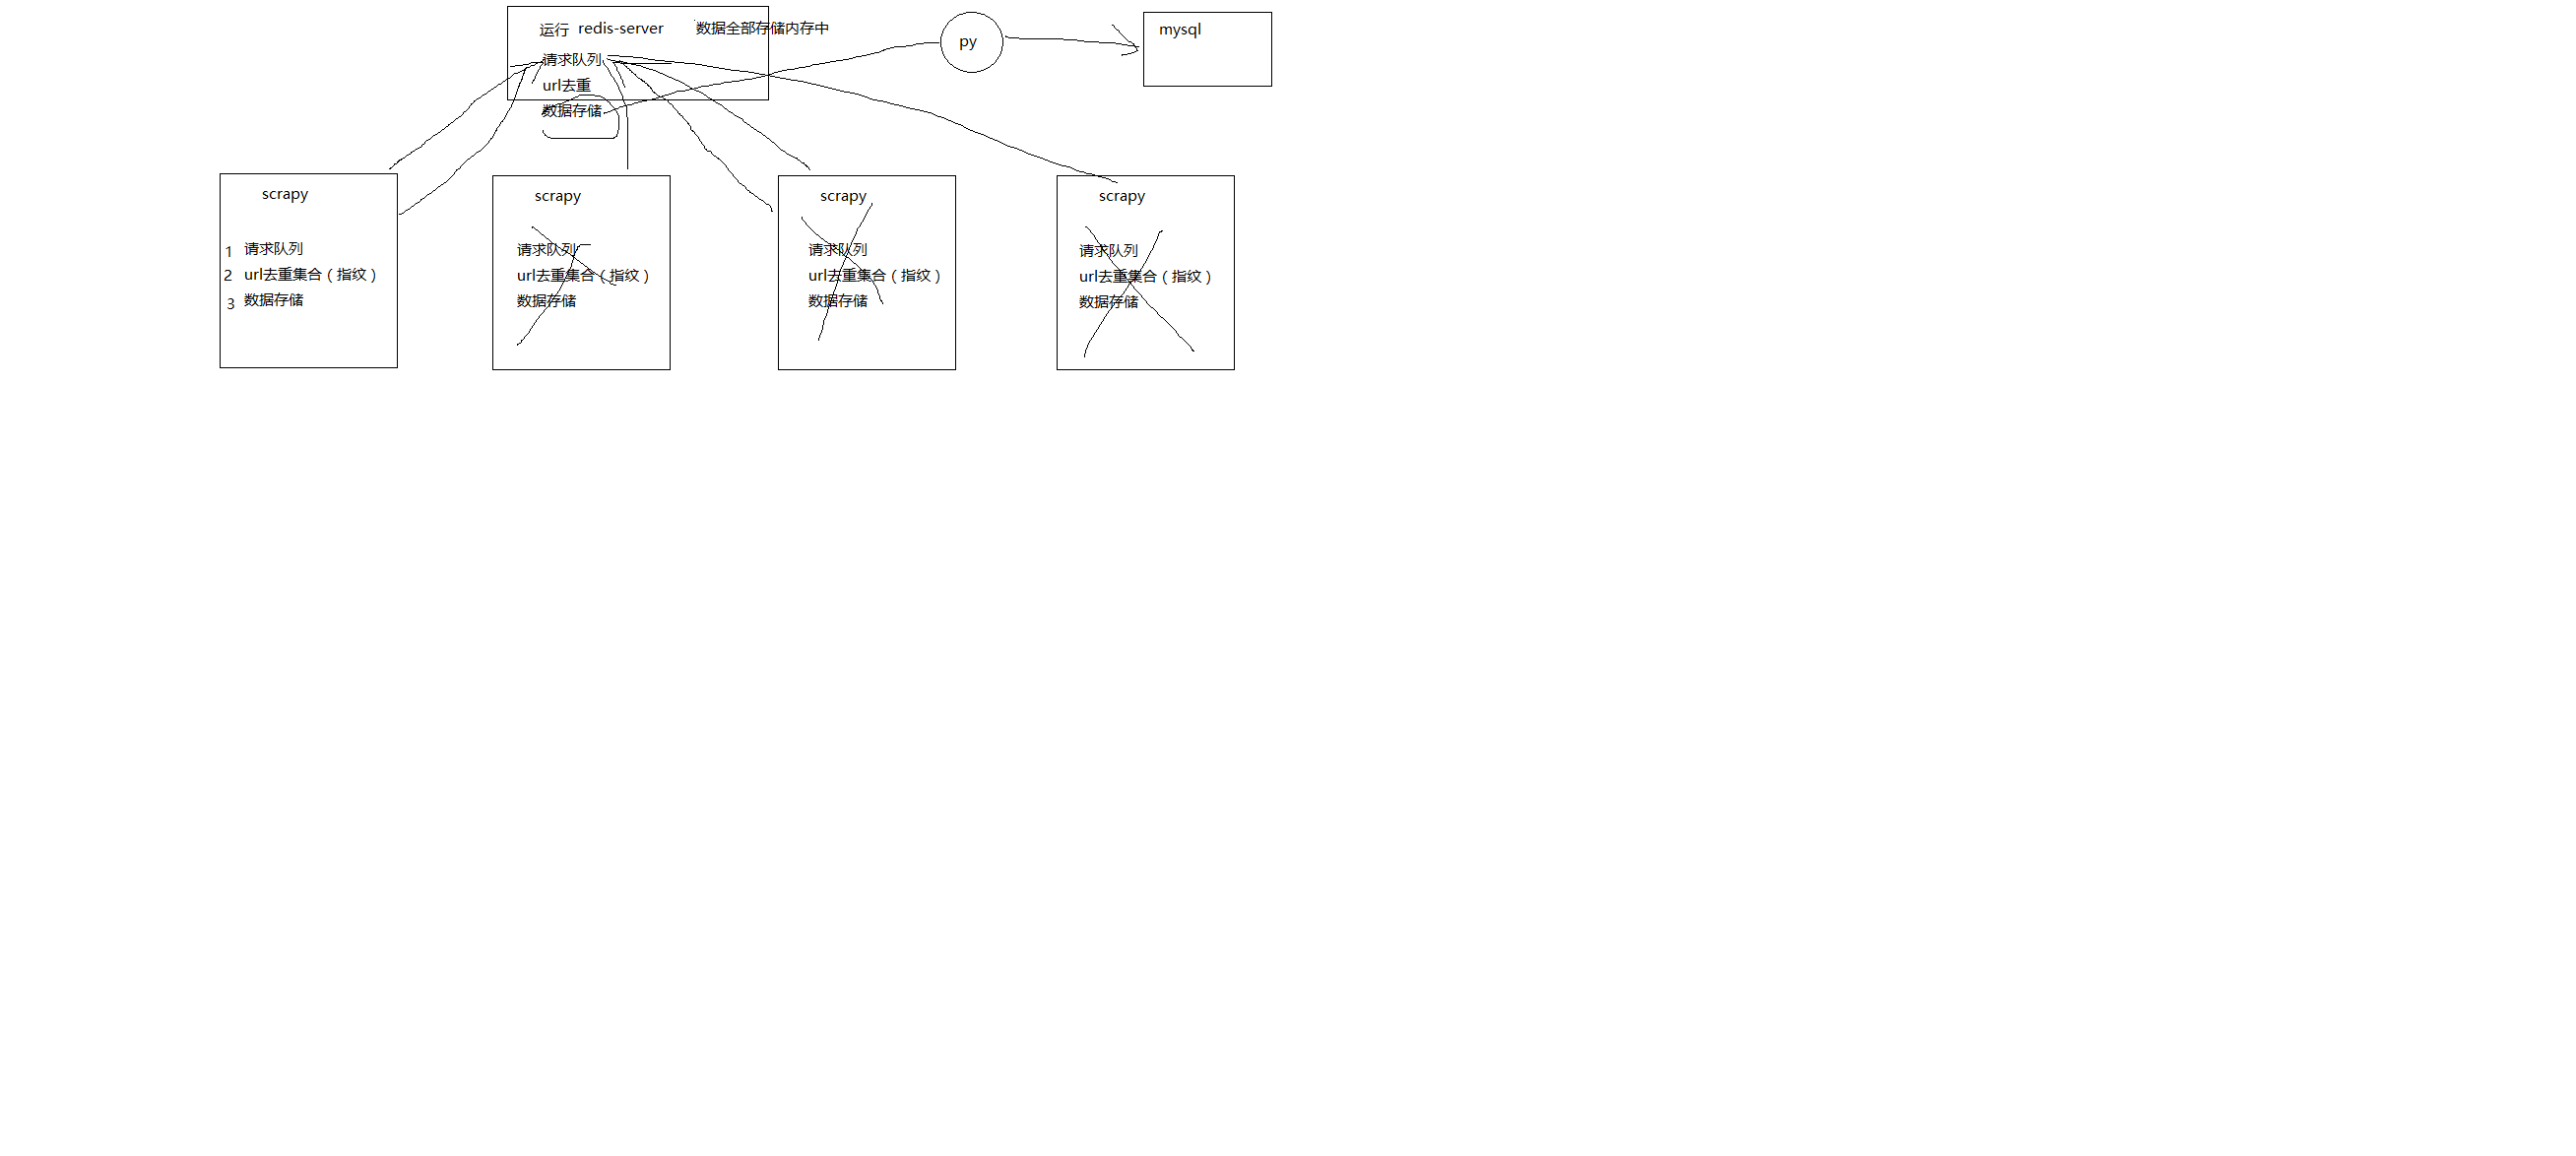 运行 redis-server 数据全部存储内存中
请求队列
url去重
数据存储
py
mysql
scrapy
1 请求队列
2 url去重集合（指纹）
3 数据存储
scrapy
请求队列
url去重集合（指纹）
数据存储
scrapy
请求队列
url去重集合（指纹）
数据存储
scrapy
请求队列
url去重集合（指纹）
数据存储